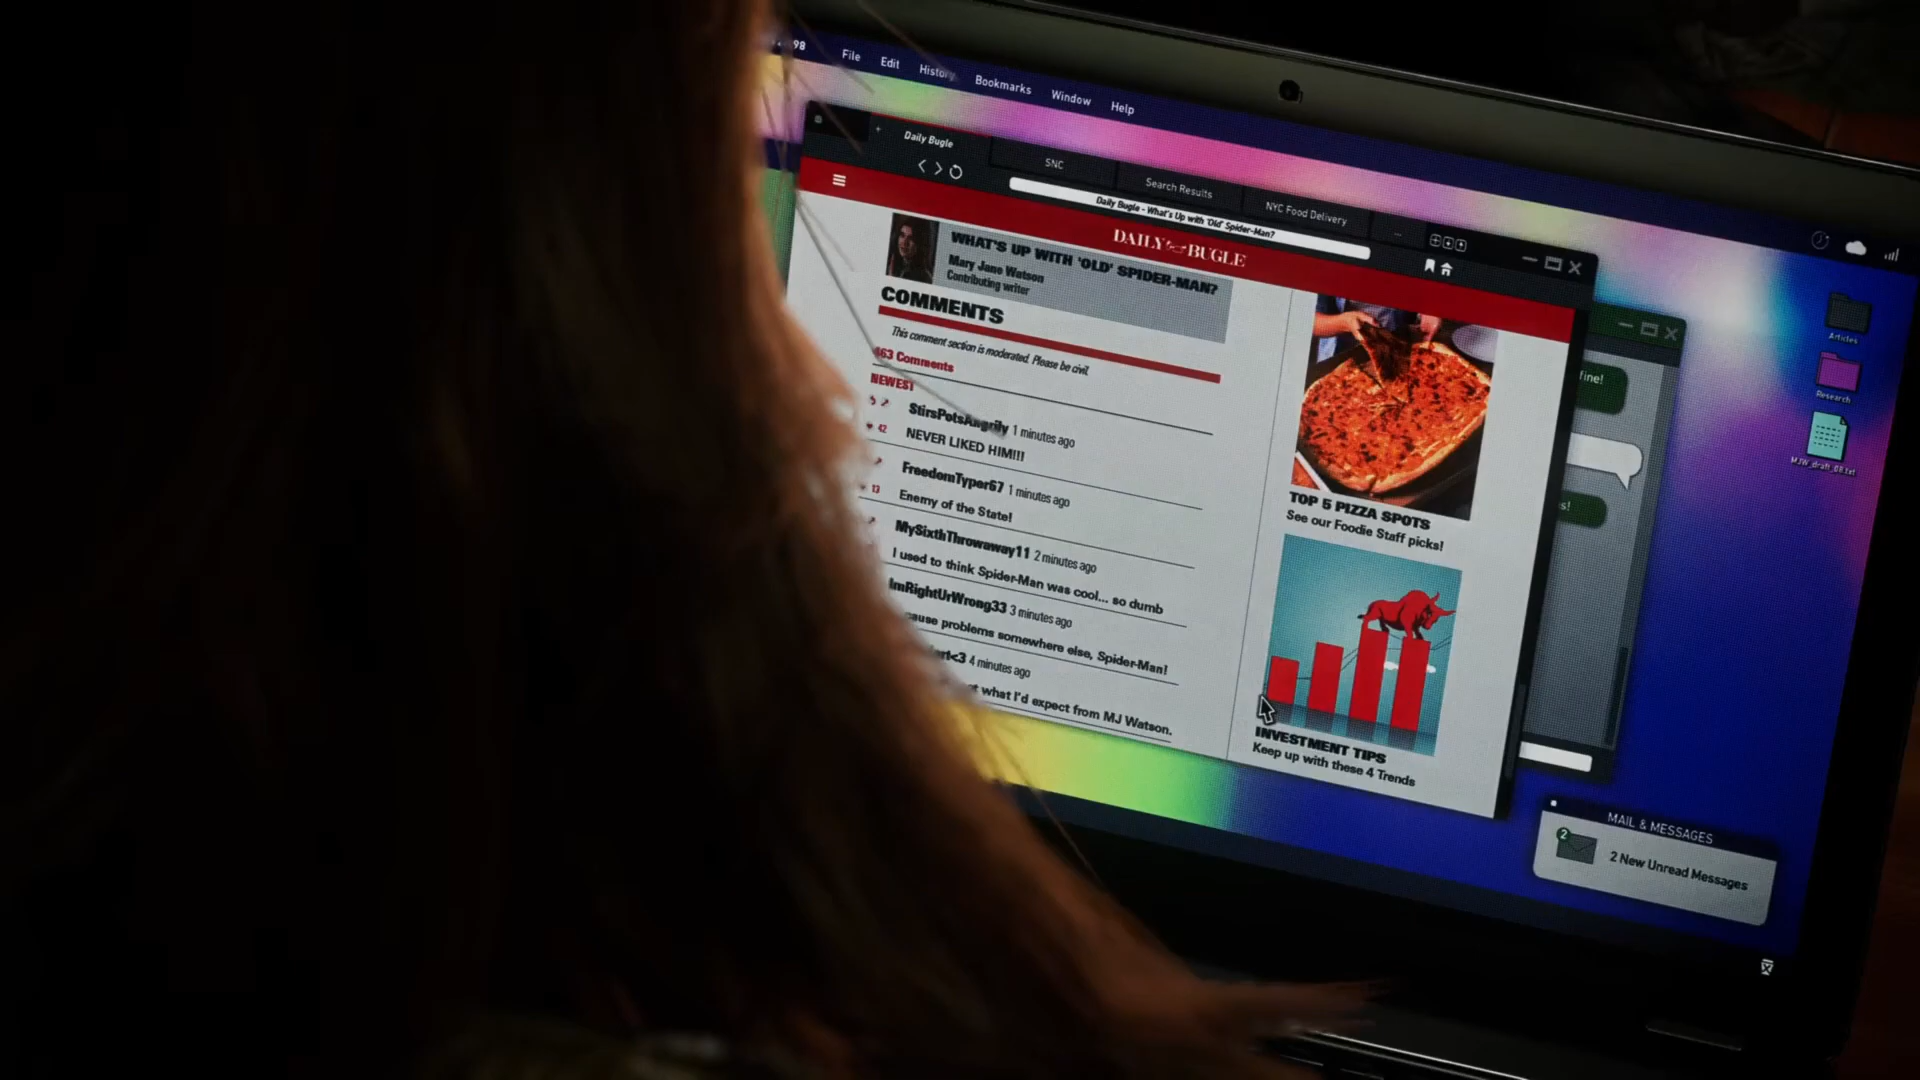 98
File Edit History Bookmarks Window Help
Daily Bugle
SNC
Search Results
NYC Food Delivery
...
Daily Bugle - What's Up with 'Old' Spider-Man?
DAILY BUGLE
WHAT'S UP WITH 'OLD' SPIDER-MAN?
Mary Jane Watson
Contributing writer
COMMENTS
This comment section is moderated. Please be civil.
463 Comments
NEWEST
StirsPotsAngrily 1 minutes ago
42
NEVER LIKED HIM!!!
FreedomTyper67 1 minutes ago
13
Enemy of the State!
MySixthThrowaway11 2 minutes ago
I used to think Spider-Man was cool... so dumb
ImRightUrWrong33 3 minutes ago
problems somewhere else, Spider-Man!
<3 4 minutes ago
what I'd expect from MJ Watson.
TOP 5 PIZZA SPOTS
See our Foodie Staff picks!
INVESTMENT TIPS
Keep up with these 4 Trends
Articles
Research
MJW_draft_08.txt
MAIL & MESSAGES
2
2 New Unread Messages